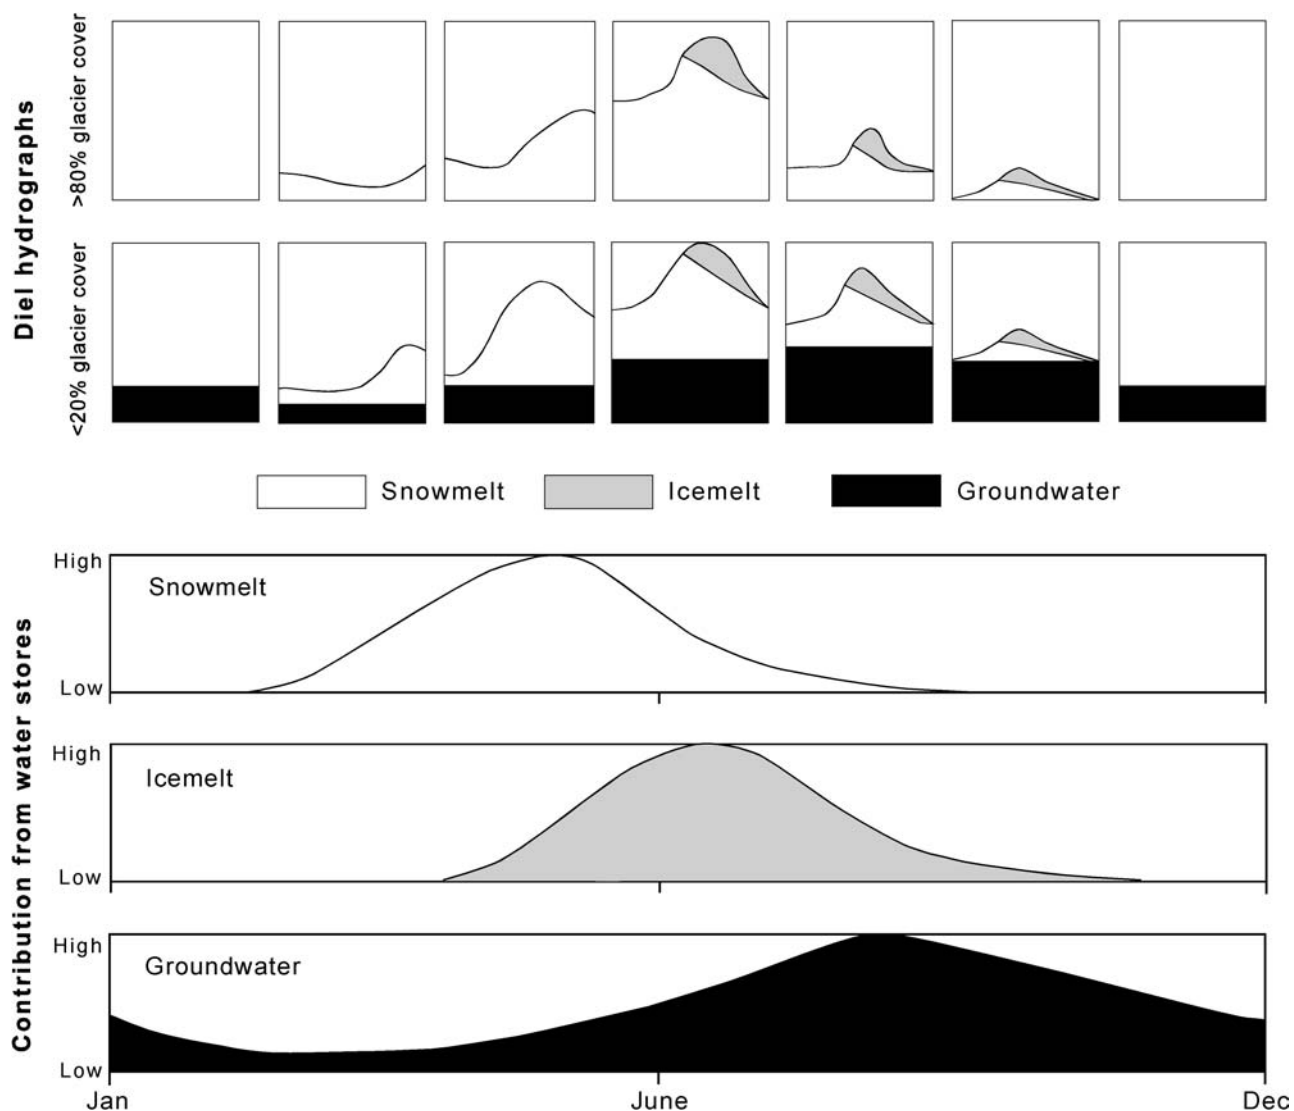 Diel hydrographs
>80% glacier cover
<20% glacier cover
Snowmelt
Icemelt
Groundwater
Contribution from water stores
High
Snowmelt
Low
High
Icemelt
Low
High
Groundwater
Low
Jan
June
Dec